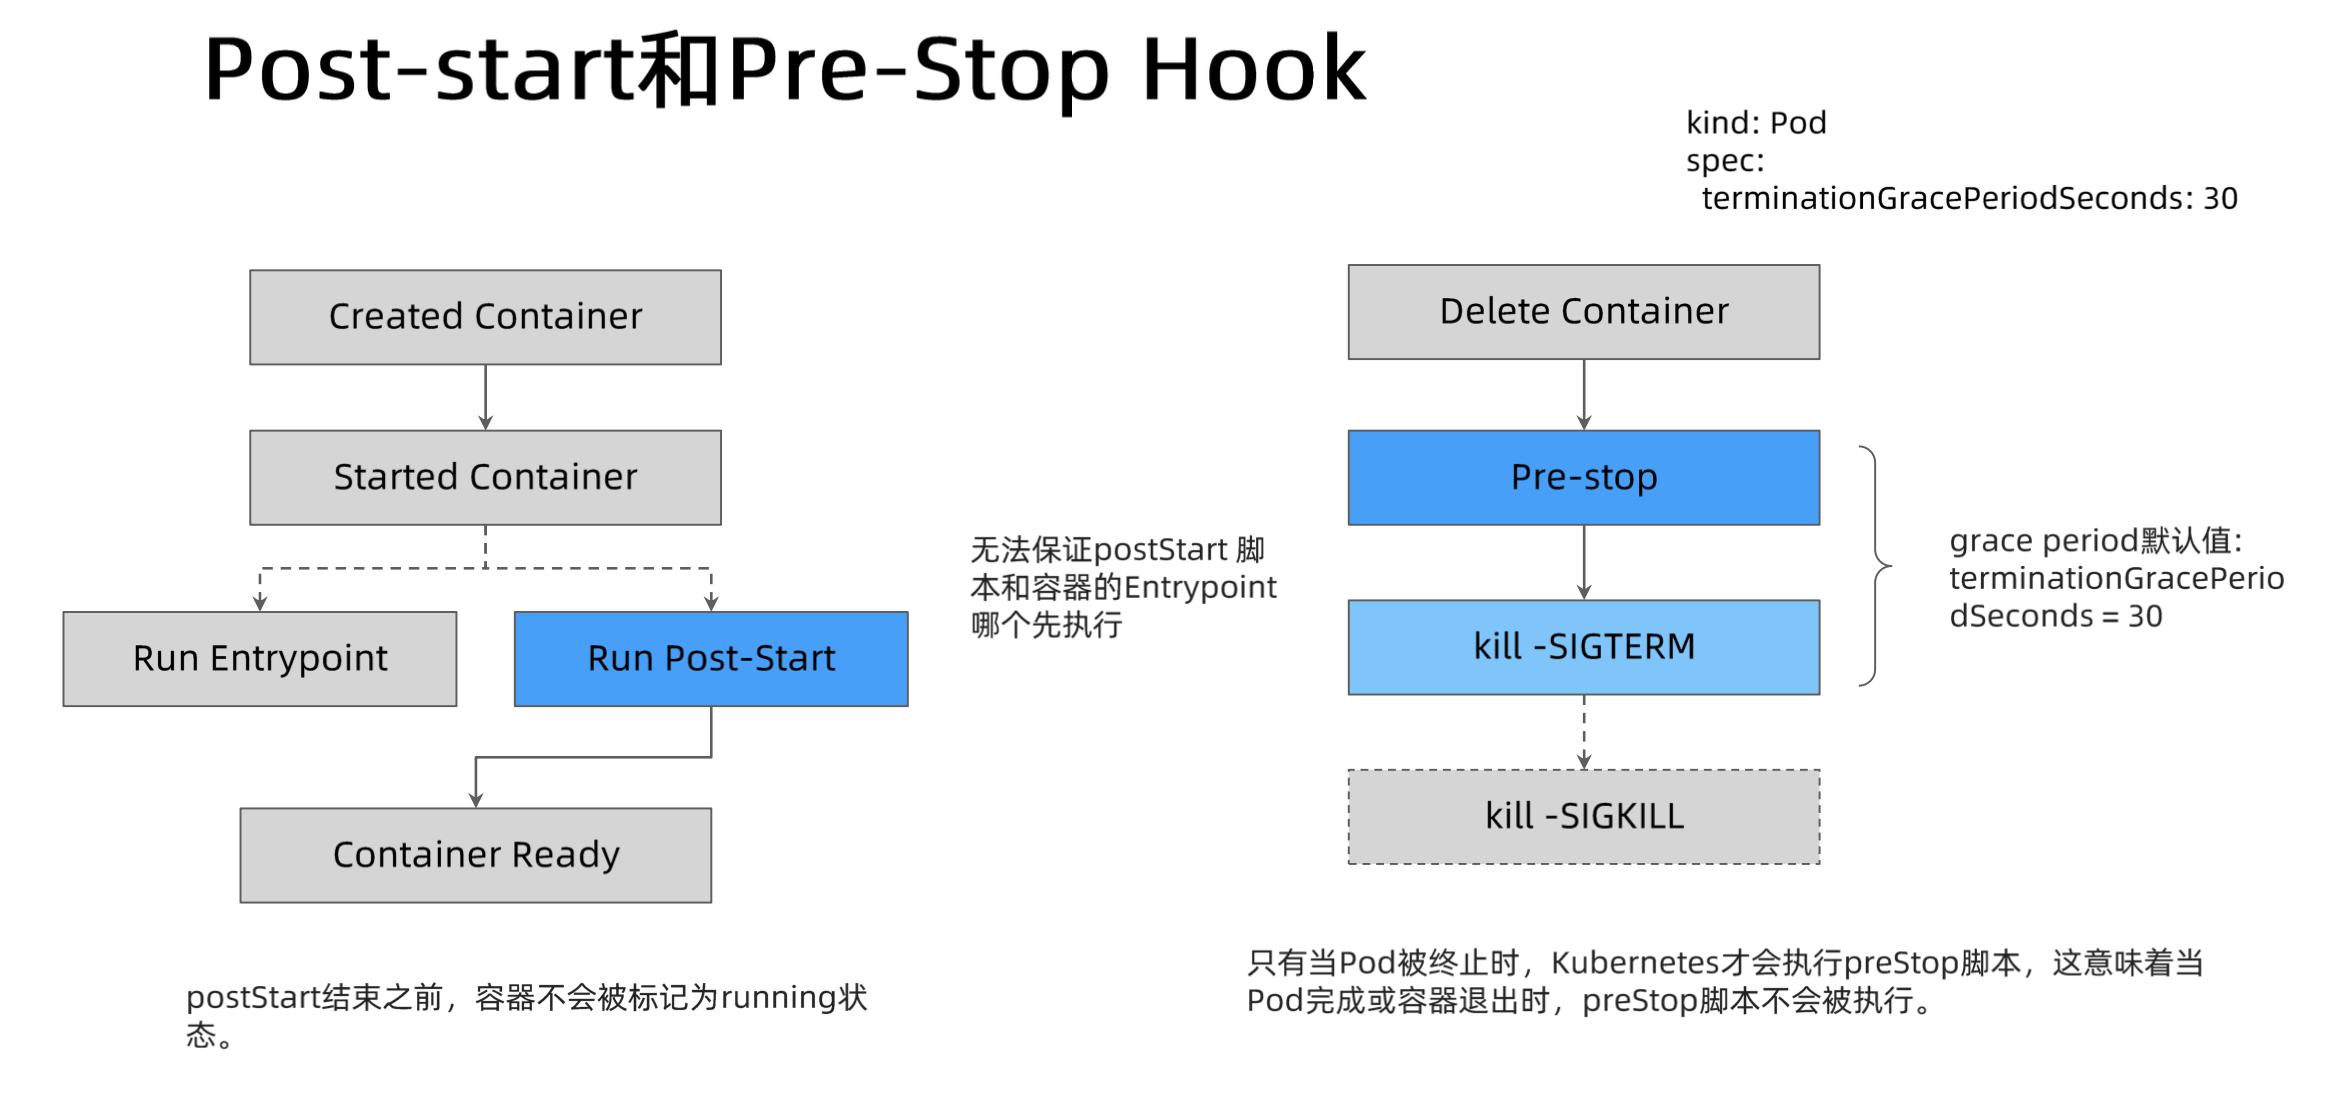 Post-start和Pre-Stop Hook
kind: Pod
spec:
  terminationGracePeriodSeconds: 30
Created Container
Started Container
Run Entrypoint
Run Post-Start
Container Ready
无法保证postStart 脚
本和容器的Entrypoint
哪个先执行
postStart结束之前，容器不会被标记为running状
态。
Delete Container
Pre-stop
kill -SIGTERM
kill -SIGKILL
grace period默认值:
terminationGracePerio
dSeconds = 30
只有当Pod被终止时，Kubernetes才会执行preStop脚本，这意味着当
Pod完成或容器退出时，preStop脚本不会被执行。